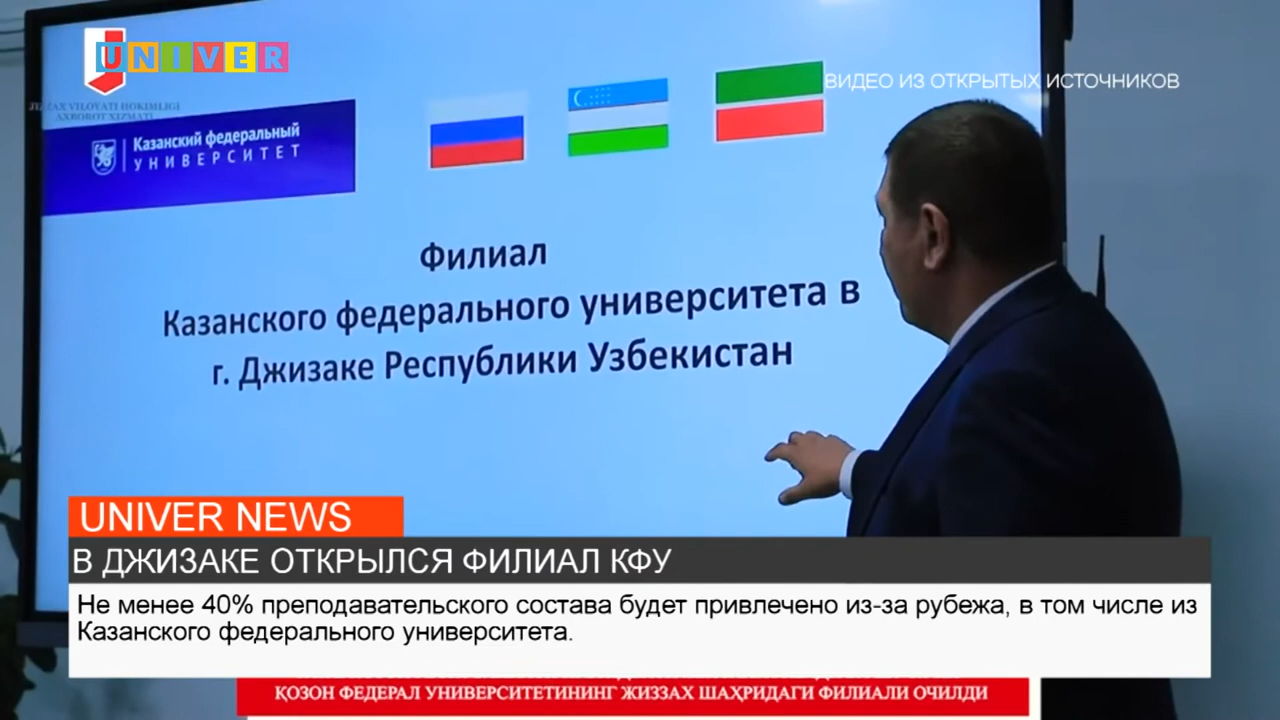 UNIVER
ВИДЕО ИЗ ОТКРЫТЫХ ИСТОЧНИКОВ
JIZZAX VILOYATI HOKIMLIGI
AXBOROT XIZMATI
Казанский федеральный
УНИВЕРСИТЕТ
Филиал
Казанского федерального университета в
г. Джизаке Республики Узбекистан
UNIVER NEWS
В ДЖИЗАКЕ ОТКРЫЛСЯ ФИЛИАЛ КФУ
Не менее 40% преподавательского состава будет привлечено из-за рубежа, в том числе из
Казанского федерального университета.
ҚОЗОН ФЕДЕРАЛ УНИВЕРСИТЕТИНИНГ ЖИЗЗАХ ШАҲРИДАГИ ФИЛИАЛИ ОЧИЛДИ